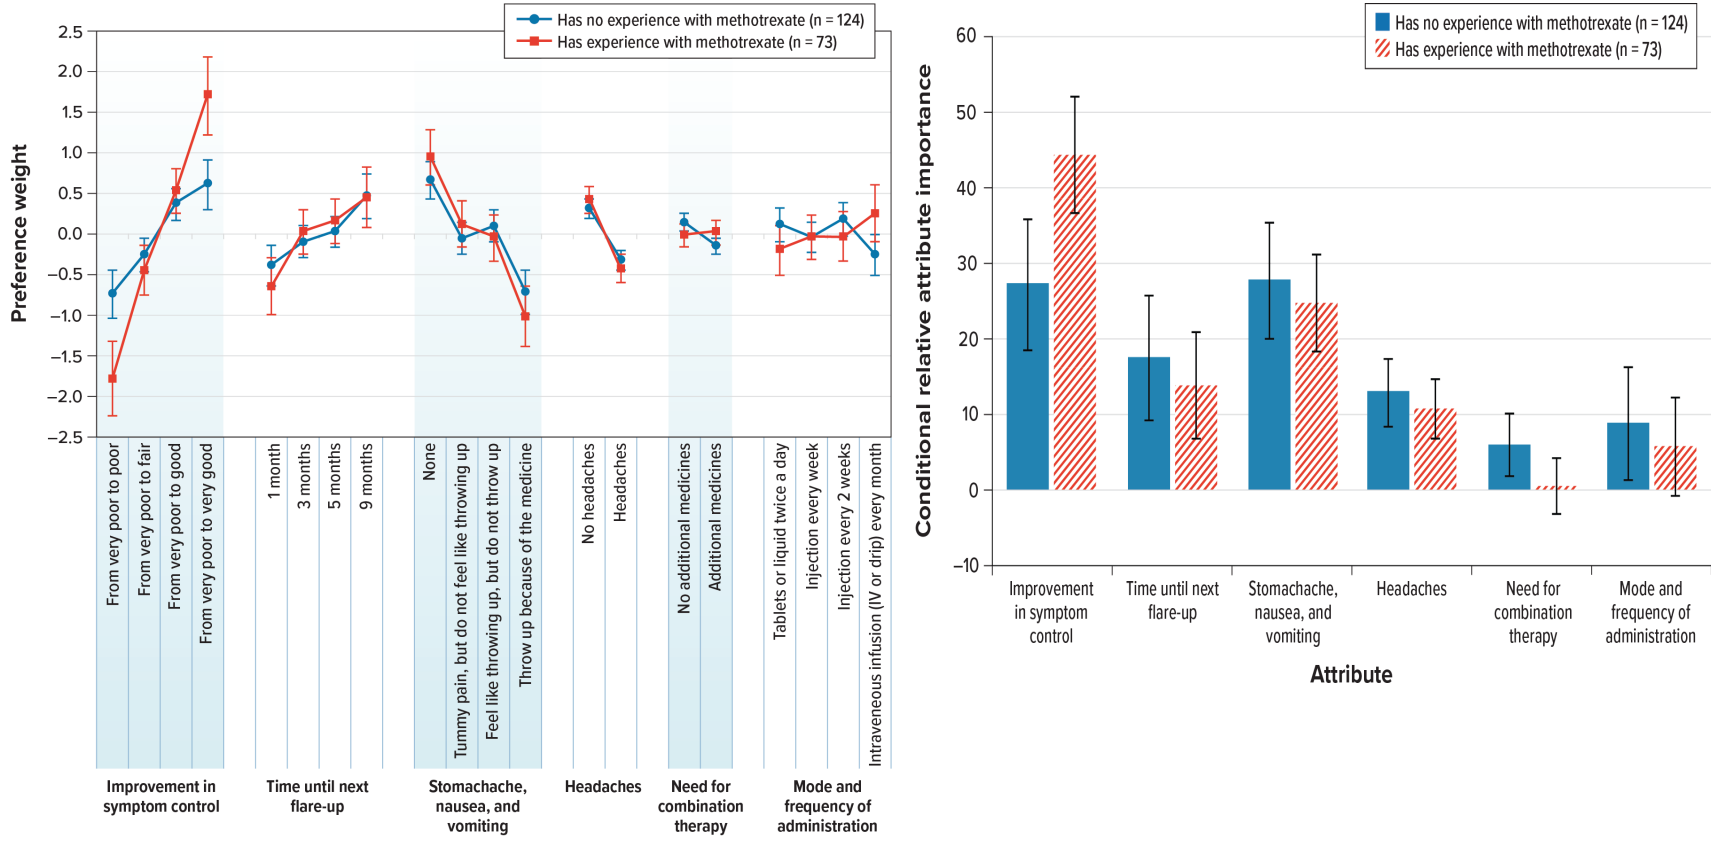 Has no experience with methotrexate (n = 124)
Has experience with methotrexate (n = 73)
Preference weight
2.5
2.0
1.5
1.0
0.5
0.0
−0.5
−1.0
−1.5
−2.0
−2.5
From very poor to poor
From very poor to fair
From very poor to good
From very poor to very good
1 month
3 months
5 months
9 months
None
Tummy pain, but do not feel like throwing up
Feel like throwing up, but do not throw up
Throw up because of the medicine
No headaches
Headaches
No additional medicines
Additional medicines
Tablets or liquid twice a day
Injection every week
Injection every 2 weeks
Intraveneous infusion (IV or drip) every month
Improvement in
symptom control
Time until next
flare-up
Stomachache,
nausea, and
vomiting
Headaches
Need for
combination
therapy
Mode and
frequency of
administration
Has no experience with methotrexate (n = 124)
Has experience with methotrexate (n = 73)
Conditional relative attribute importance
60
50
40
30
20
10
0
−10
Improvement
in symptom
control
Time until next
flare-up
Stomachache,
nausea, and
vomiting
Headaches
Need for
combination
therapy
Mode and
frequency of
administration
Attribute